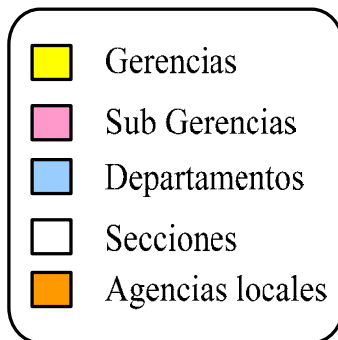 Gerencias
Sub Gerencias
Departamentos
Secciones
Agencias locales